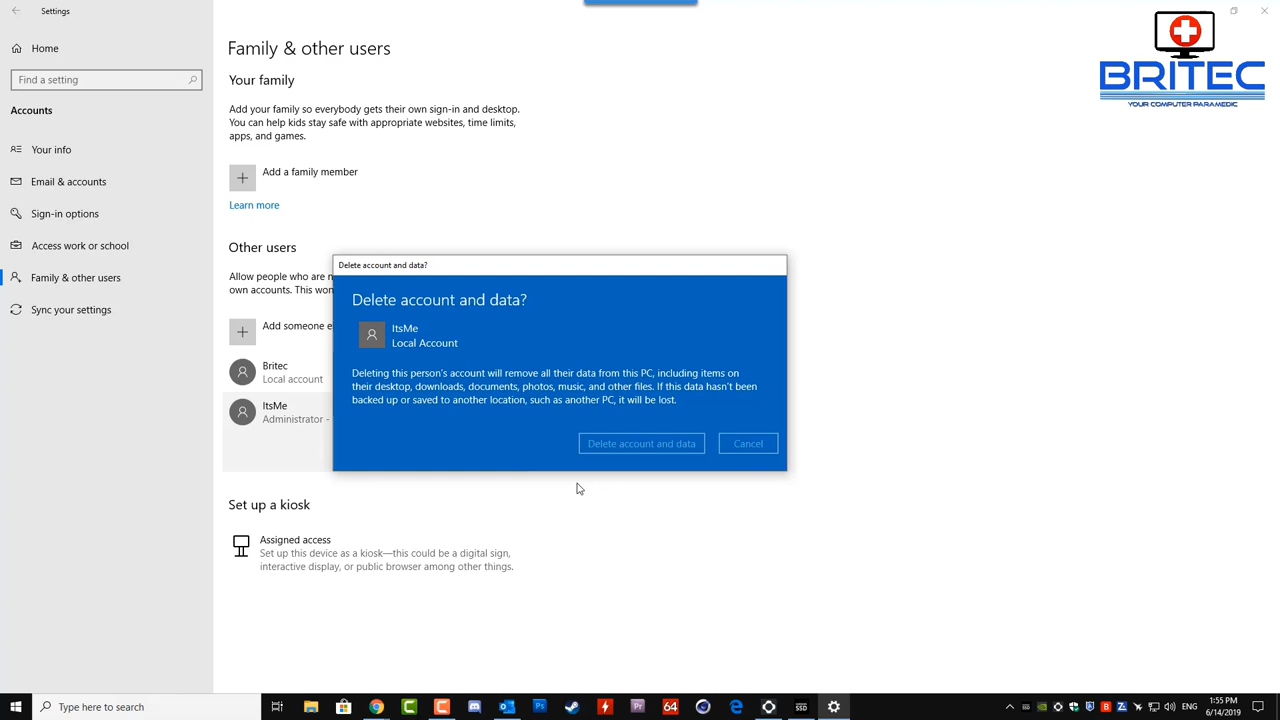 Settings
Home
Find a setting
Accounts
Your info
Email & accounts
Sign-in options
Access work or school
Family & other users
Sync your settings
Family & other users
Your family
Add your family so everybody gets their own sign-in and desktop.
You can help kids stay safe with appropriate websites, time limits,
apps, and games.
Add a family member
Learn more
Other users
Allow people who are n
own accounts. This won
Add someone e
Britec
Local account
ItsMe
Administrator -
Set up a kiosk
Assigned access
Set up this device as a kiosk—this could be a digital sign,
interactive display, or public browser among other things.
Delete account and data?
Delete account and data?
ItsMe
Local Account
Deleting this person's account will remove all their data from this PC, including items on
their desktop, downloads, documents, photos, music, and other files. If this data hasn't been
backed up or saved to another location, such as another PC, it will be lost.
Delete account and data
Cancel
BRITEC
YOUR COMPUTER PARAMEDIC
Type here to search
Ps
Pr
64
SSD
1:55 PM
6/14/2019